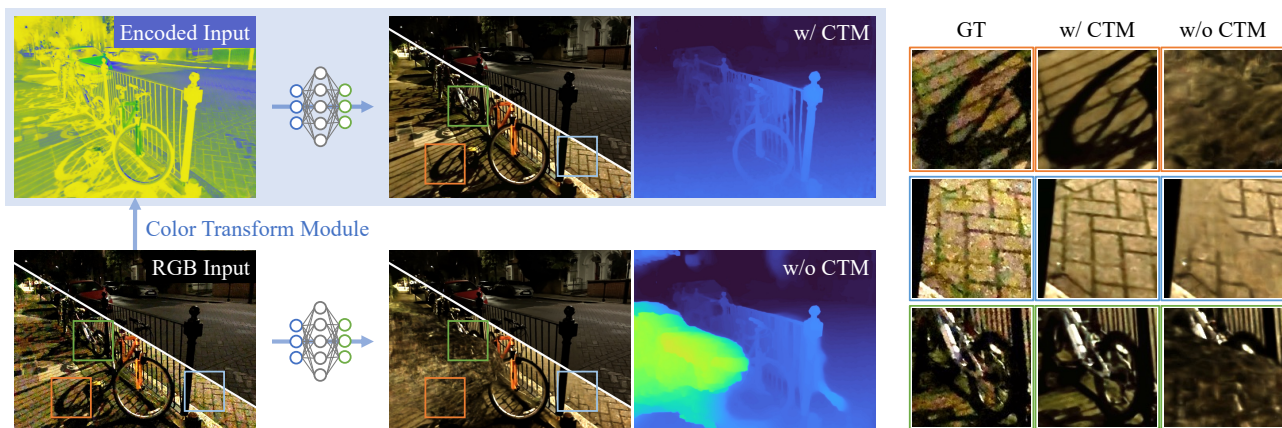 Encoded Input
w/ CTM
Color Transform Module
RGB Input
w/o CTM
GT
w/ CTM
w/o CTM